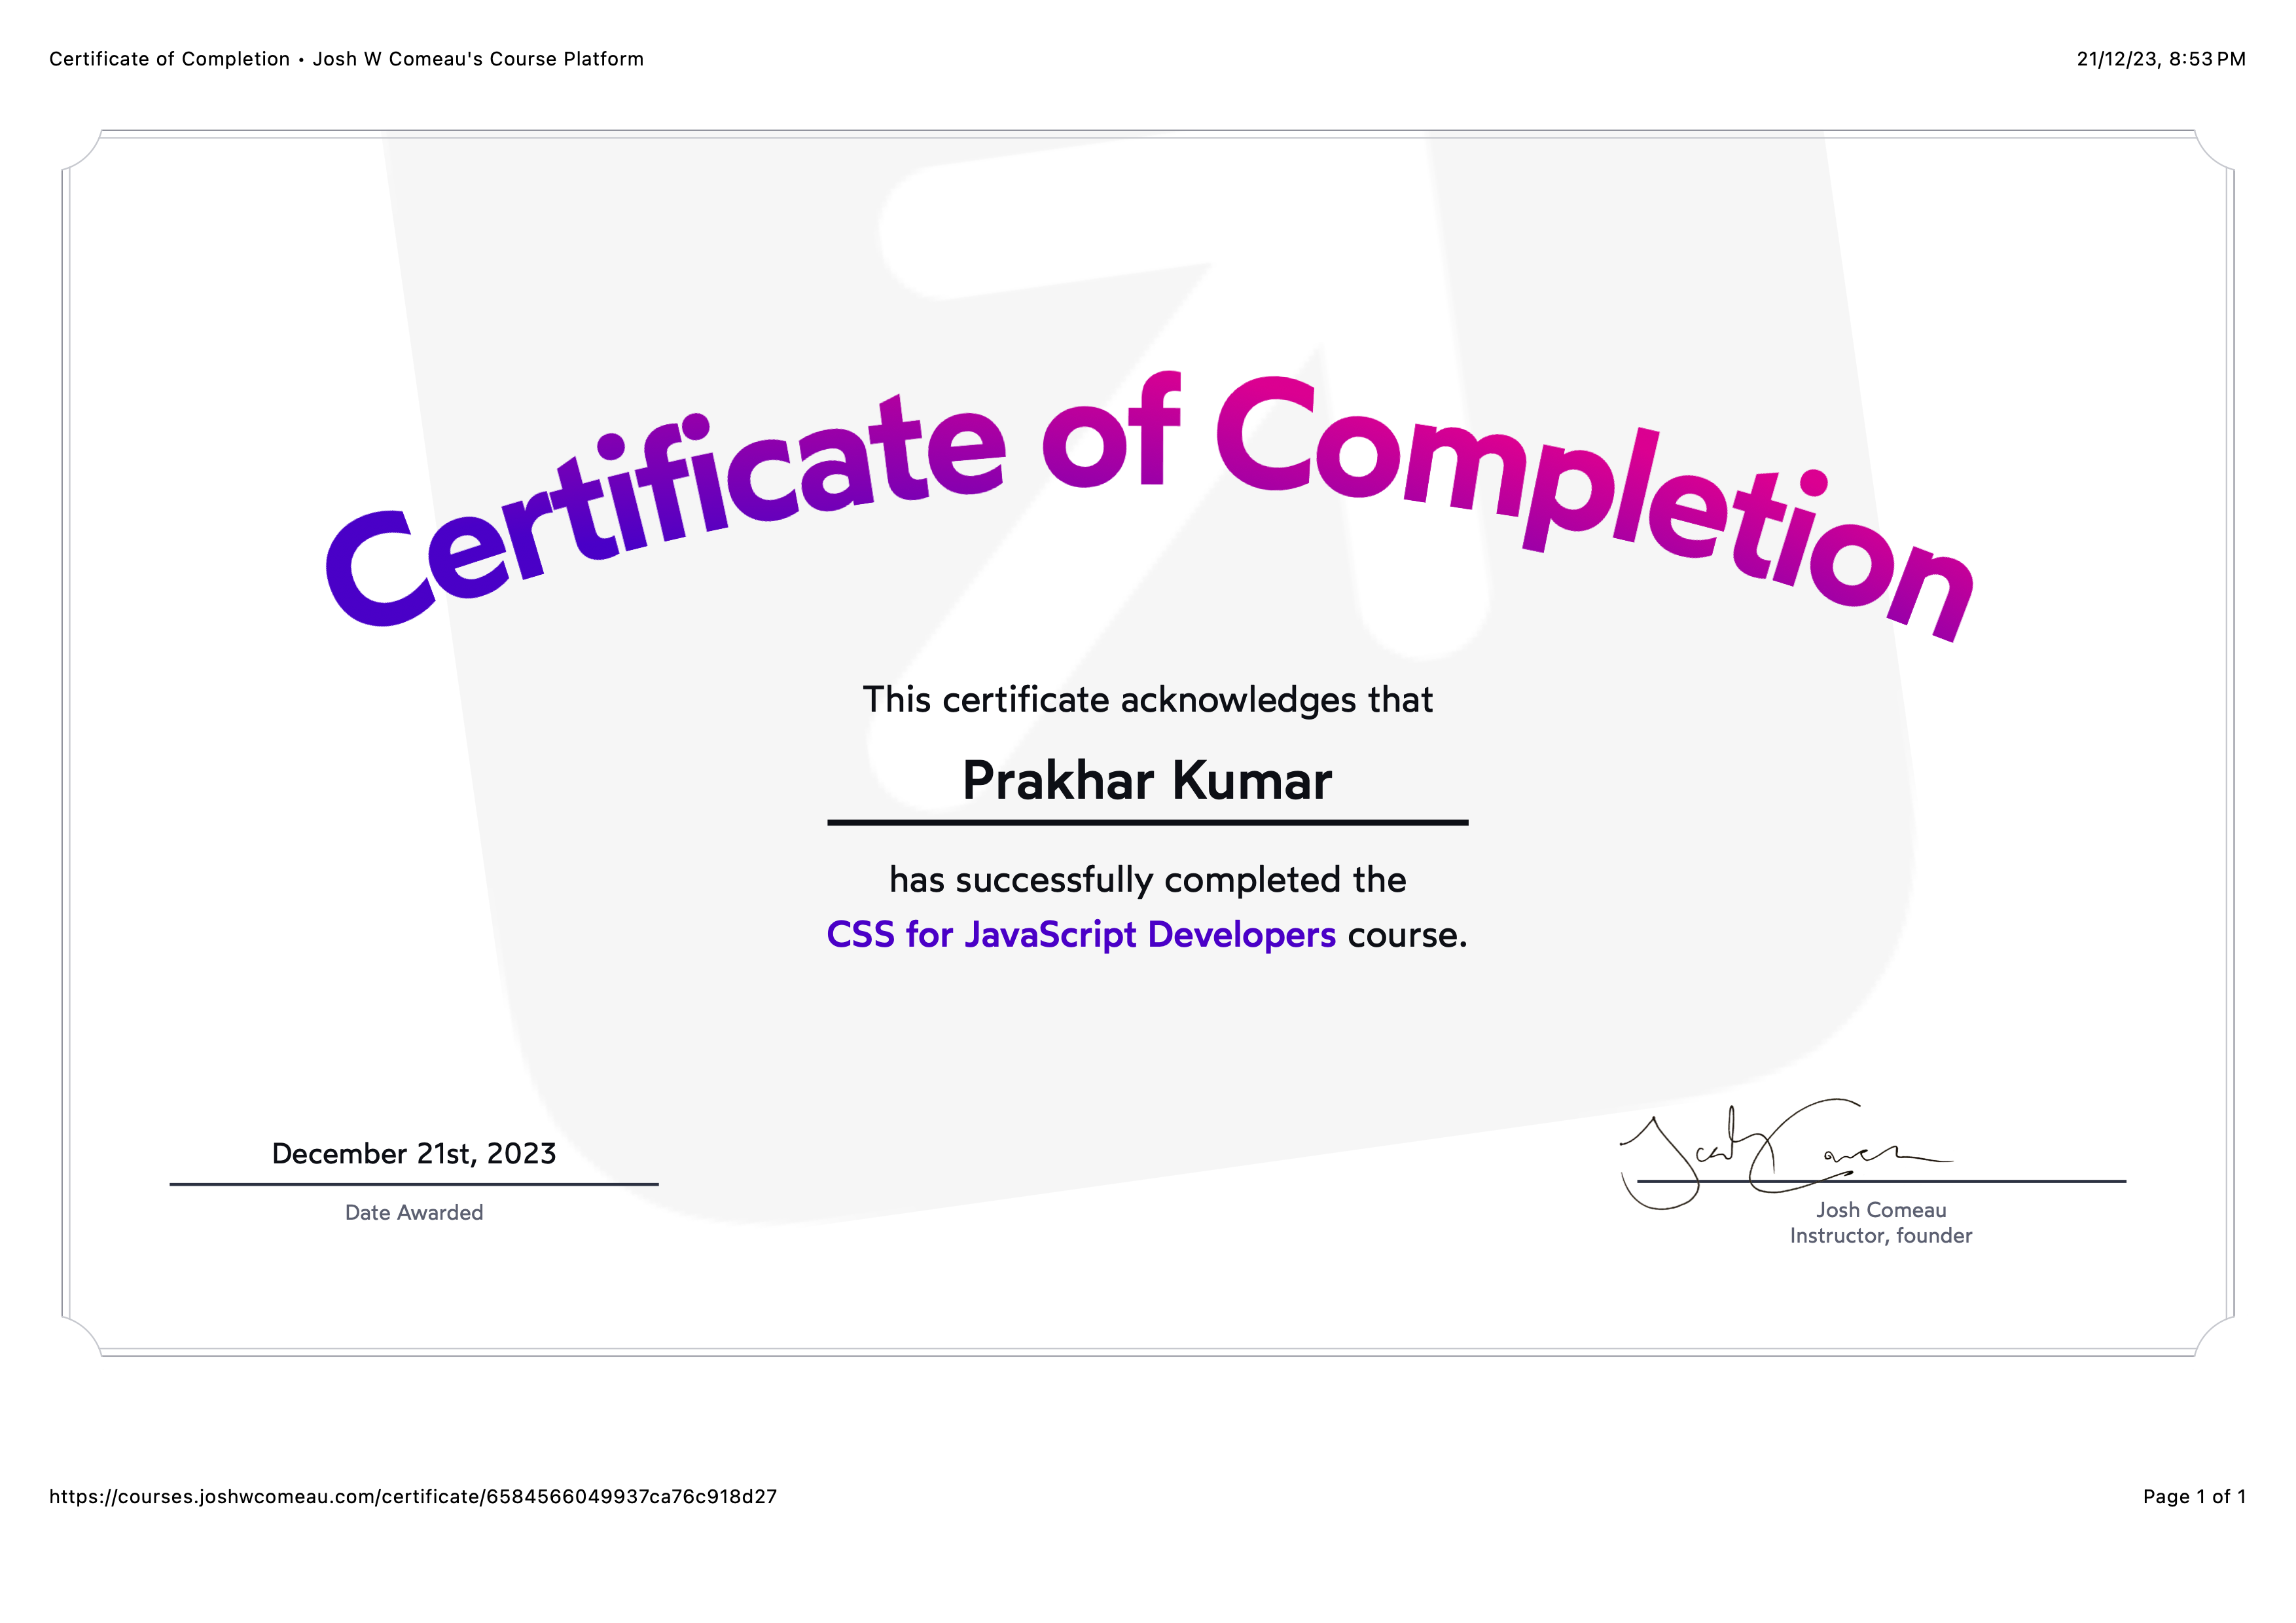 Certificate of Completion • Josh W Comeau's Course Platform
21/12/23, 8:53 PM
Certificate of Completion
This certificate acknowledges that
Prakhar Kumar
has successfully completed the
CSS for JavaScript Developers course.
December 21st, 2023
Date Awarded
Josh Comeau
Josh Comeau
Instructor, founder
https://courses.joshwcomeau.com/certificate/6584566049937ca76c918d27
Page 1 of 1